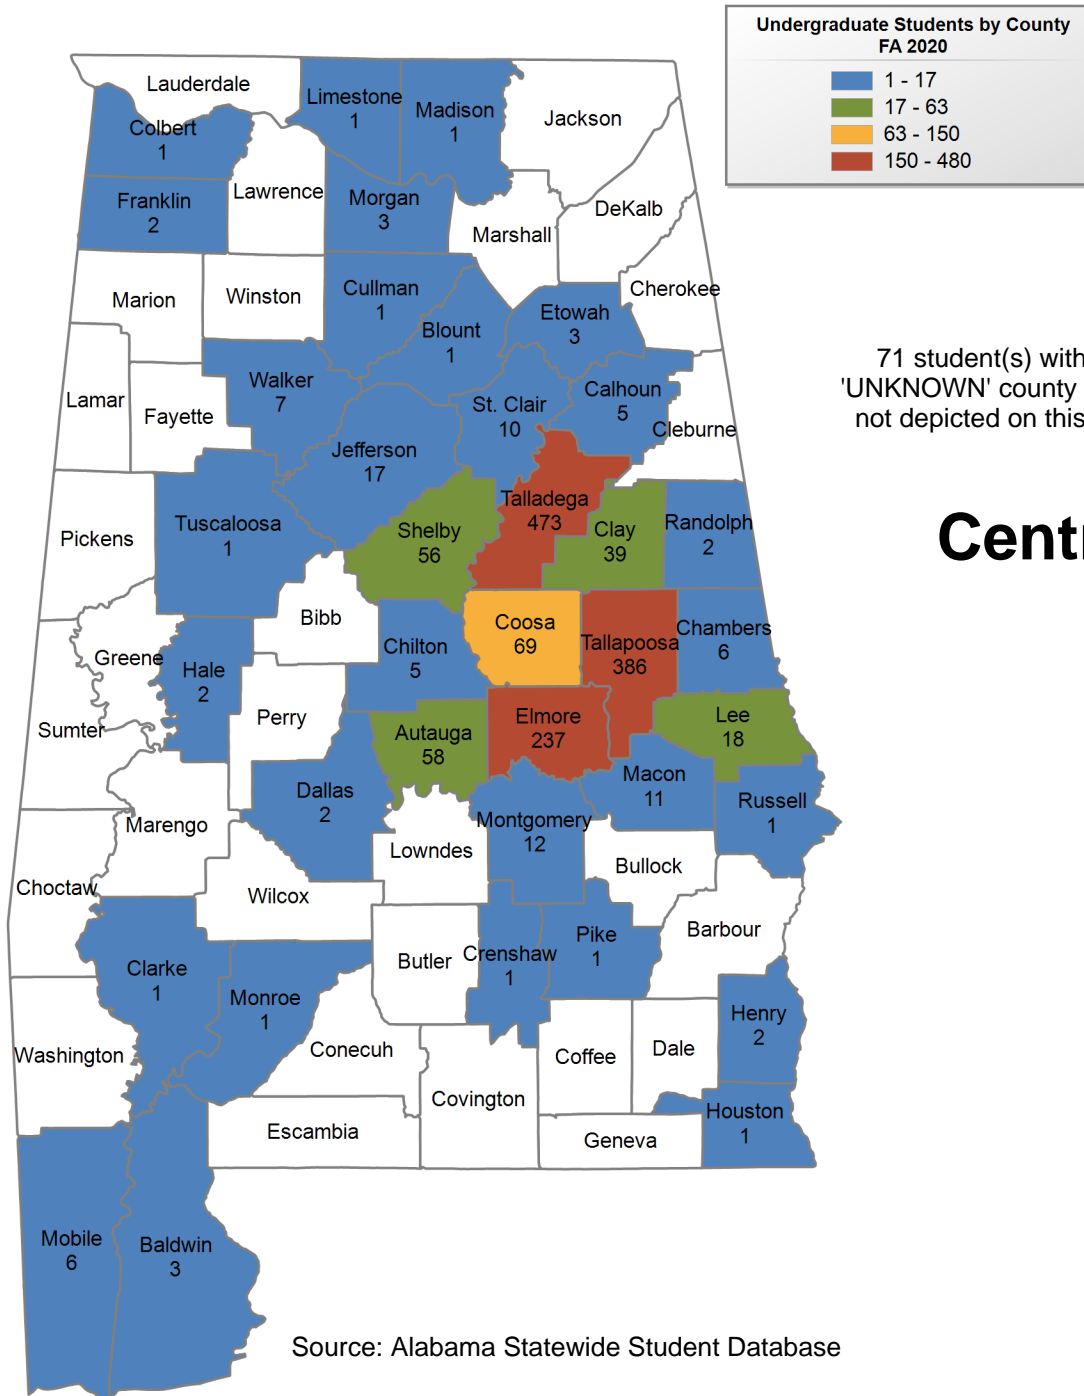 Undergraduate Students by County
FA 2020
1 - 17
17 - 63
63 - 150
150 - 480
Lauderdale
Limestone
1
Madison
1
Jackson
Colbert
1
Franklin
2
Lawrence
Morgan
3
Marshall
DeKalb
Cherokee
Marion
Winston
Cullman
1
Blount
1
Etowah
3
71 student(s) with
'UNKNOWN' county
not depicted on this
Lamar
Fayette
Walker
7
Jefferson
17
St. Clair
10
Calhoun
5
Cleburne
Pickens
Tuscaloosa
1
Shelby
56
Talladega
473
Clay
39
Randolph
2
Centr
Bibb
Chilton
5
Coosa
69
Tallapoosa
386
Chambers
6
Greene
Hale
2
Sumter
Perry
Autauga
58
Elmore
237
Lee
18
Dallas
2
Macon
11
Russell
1
Marengo
Montgomery
12
Lowndes
Bullock
Choctaw
Wilcox
Barbour
Butler
Crenshaw
1
Pike
1
Clarke
1
Monroe
1
Henry
2
Washington
Conecuh
Coffee
Dale
Covington
Houston
1
Escambia
Geneva
Mobile
6
Baldwin
3
Source: Alabama Statewide Student Database